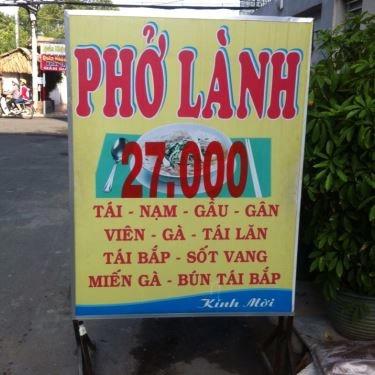 PHỞ LÀNH
27.000
TÁI - NẠM - GẦU - GÂN
VIÊN - GÀ - TÁI LĂN
TÁI BẮP - SỐT VANG
MIẾN GÀ - BÚN TÁI BẮP
Kính Mời